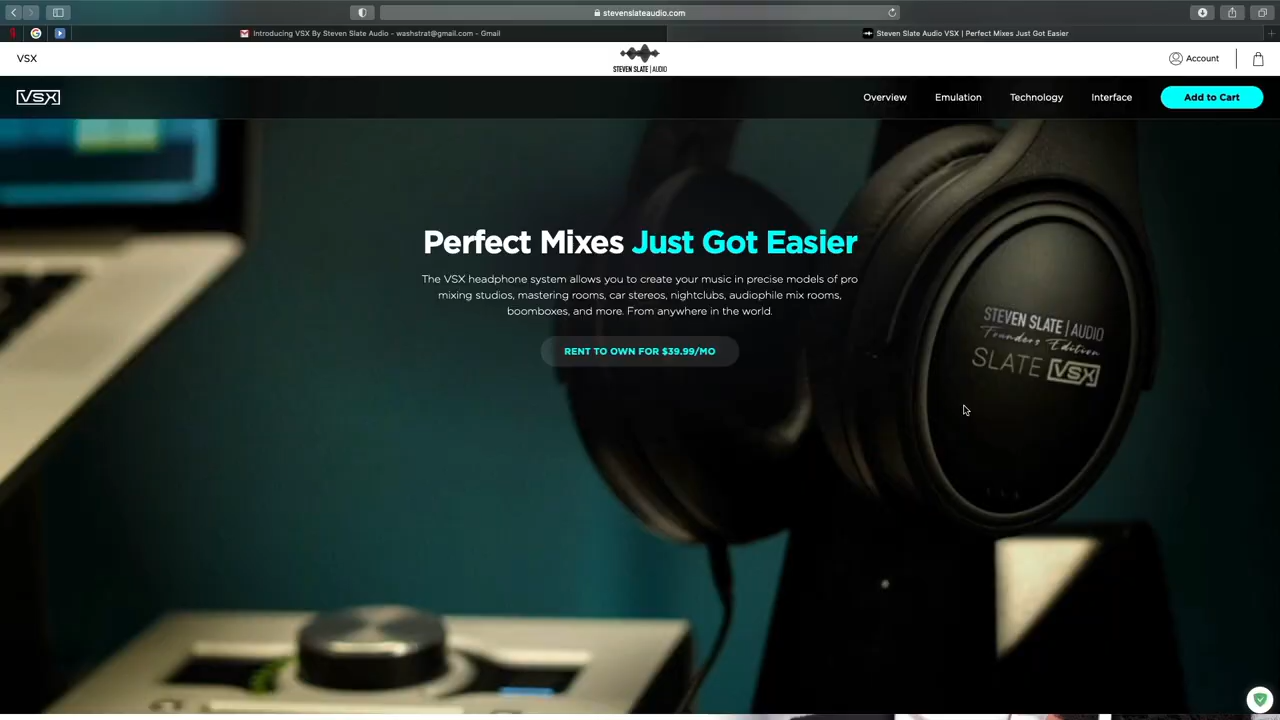 stevenslateaudio.com
Introducing VSX By Steven Slate Audio - washstrat@gmail.com - Gmail
Steven Slate Audio VSX | Perfect Mixes Just Got Easier
VSX
STEVEN SLATE | AUDIO
Account
VSX
Overview
Emulation
Technology
Interface
Add to Cart
Perfect Mixes Just Got Easier
The VSX headphone system allows you to create your music in precise models of pro
mixing studios, mastering rooms, car stereos, nightclubs, audiophile mix rooms,
boomboxes, and more. From anywhere in the world.
RENT TO OWN FOR $39.99/MO
STEVEN SLATE | AUDIO
Founders Edition
SLATE VSX